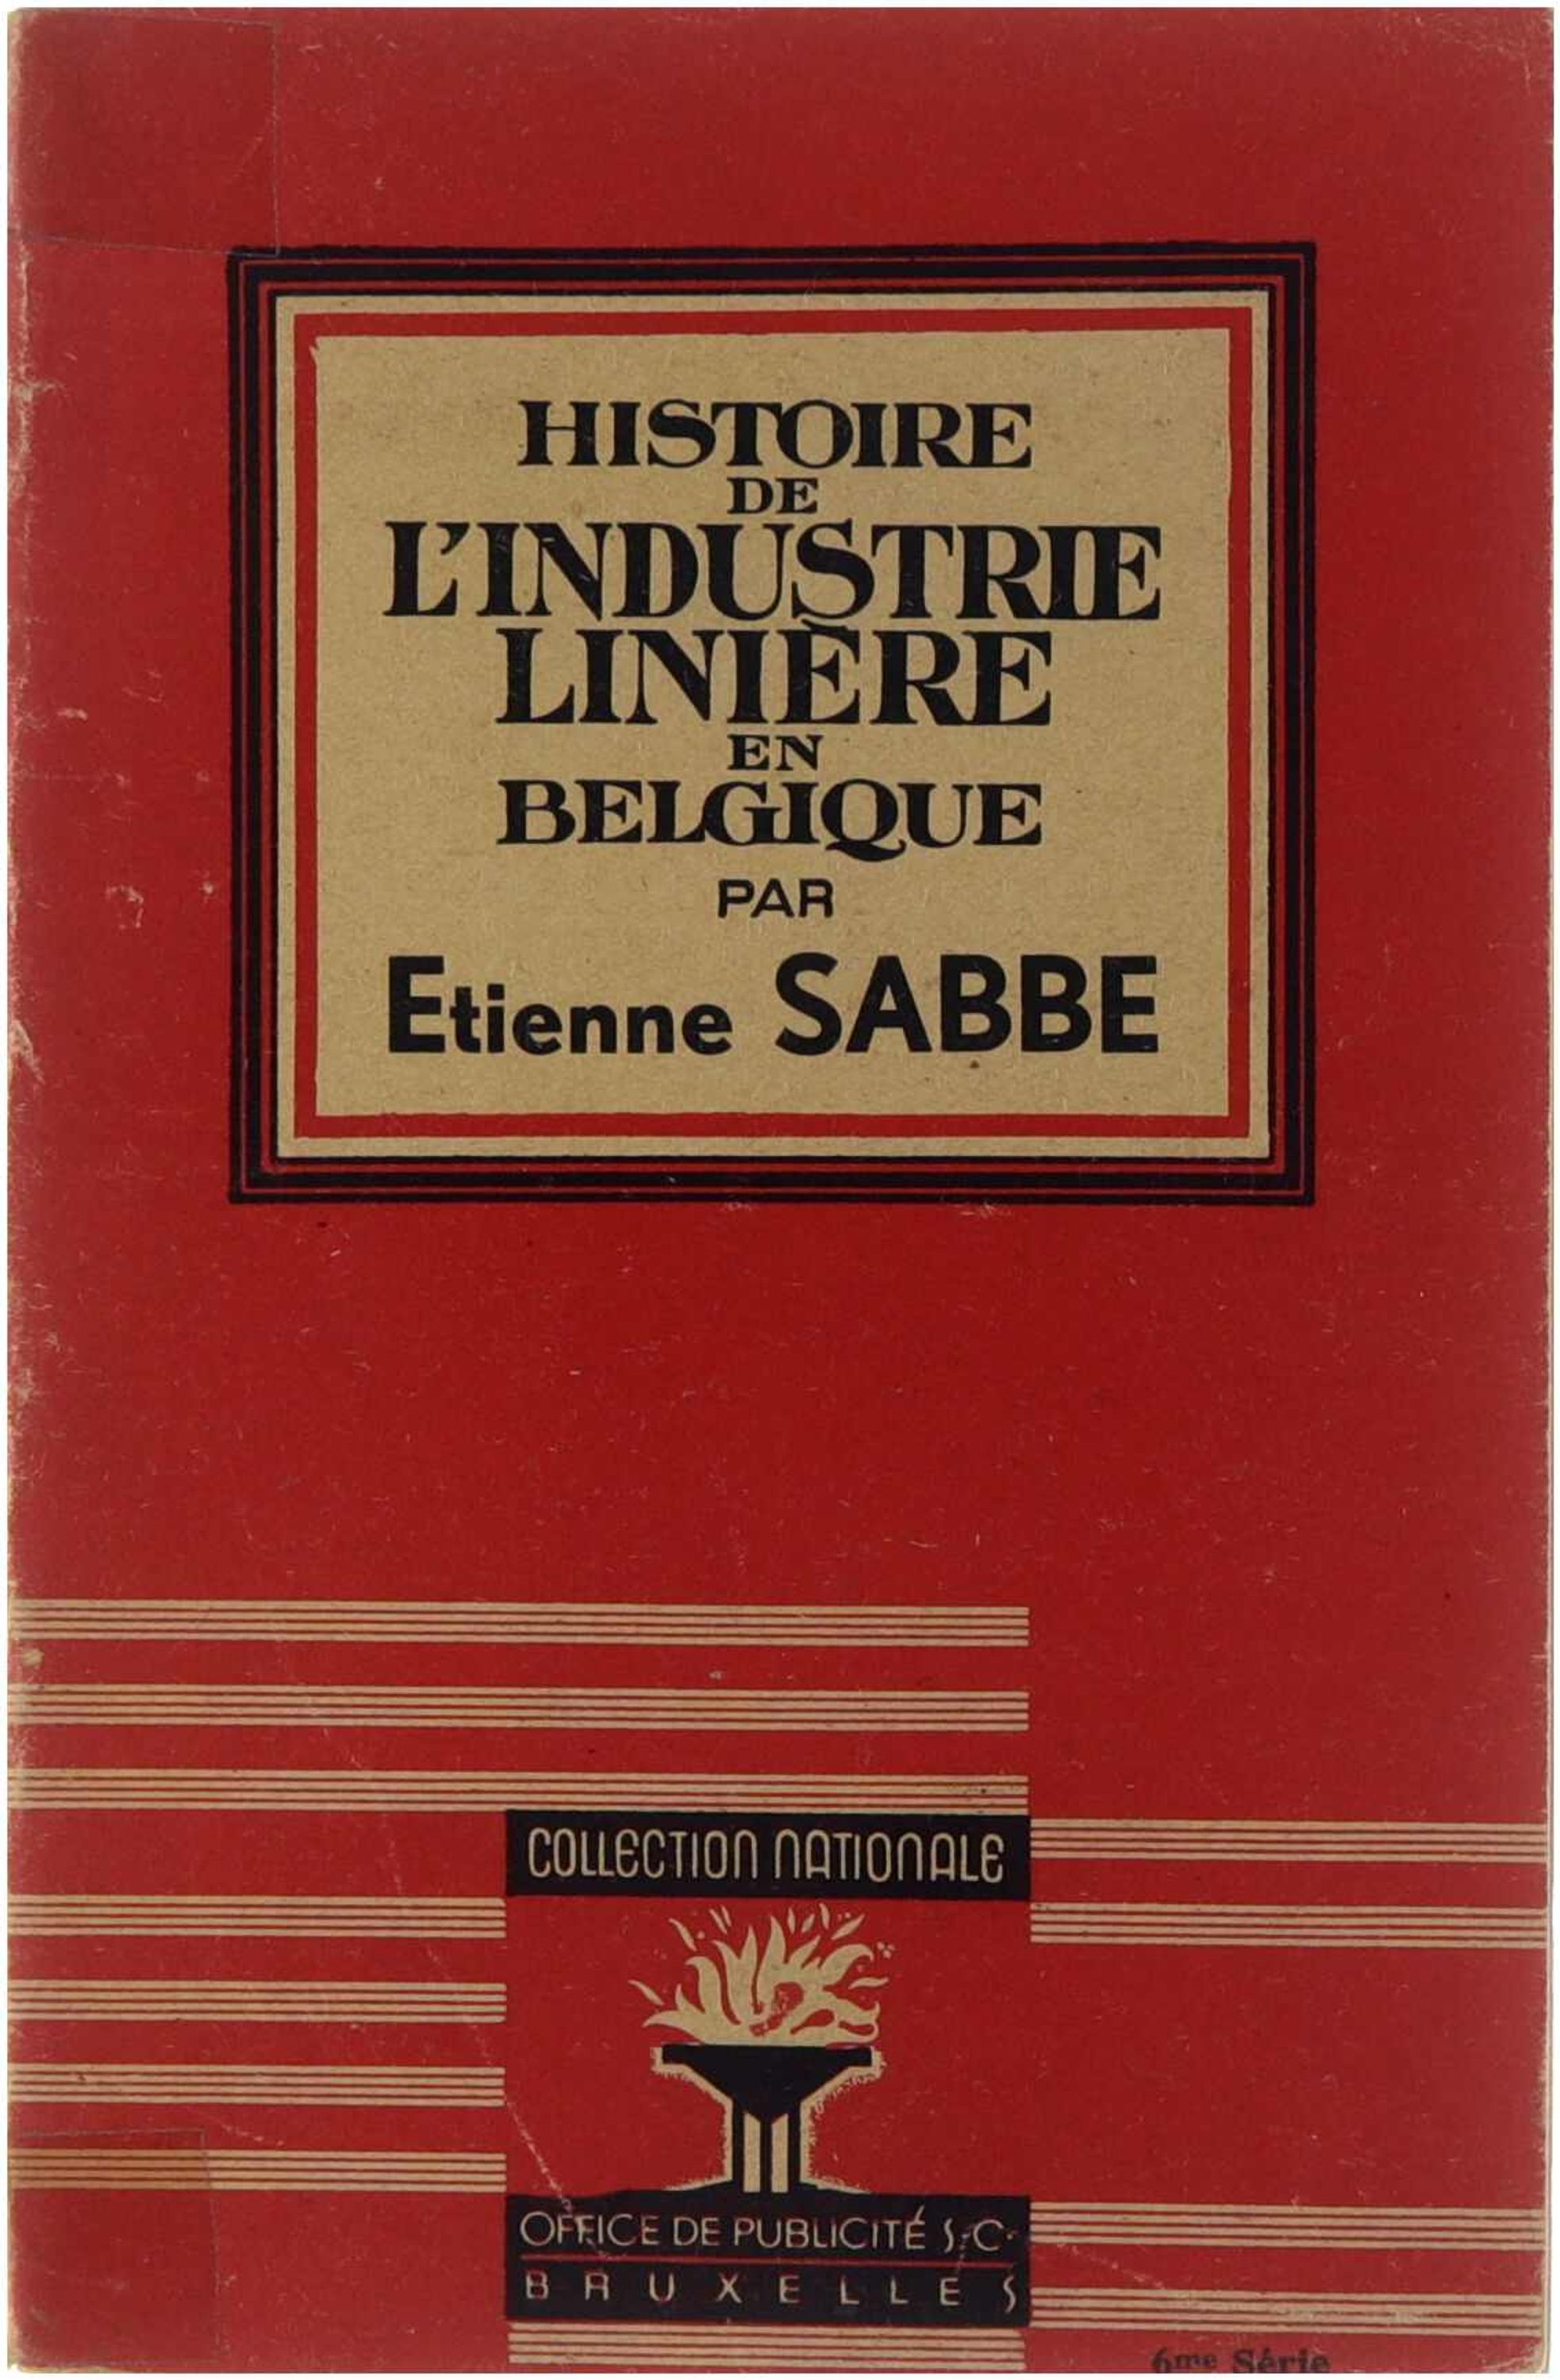 HISTOIRE
DE
L'INDUSTRIE
LINIÈRE
EN
BELGIQUE
PAR
Etienne SABBE
COLLECTION NATIONALE
OFFICE DE PUBLICITÉ S.C.
BRUXELLES
6me Série